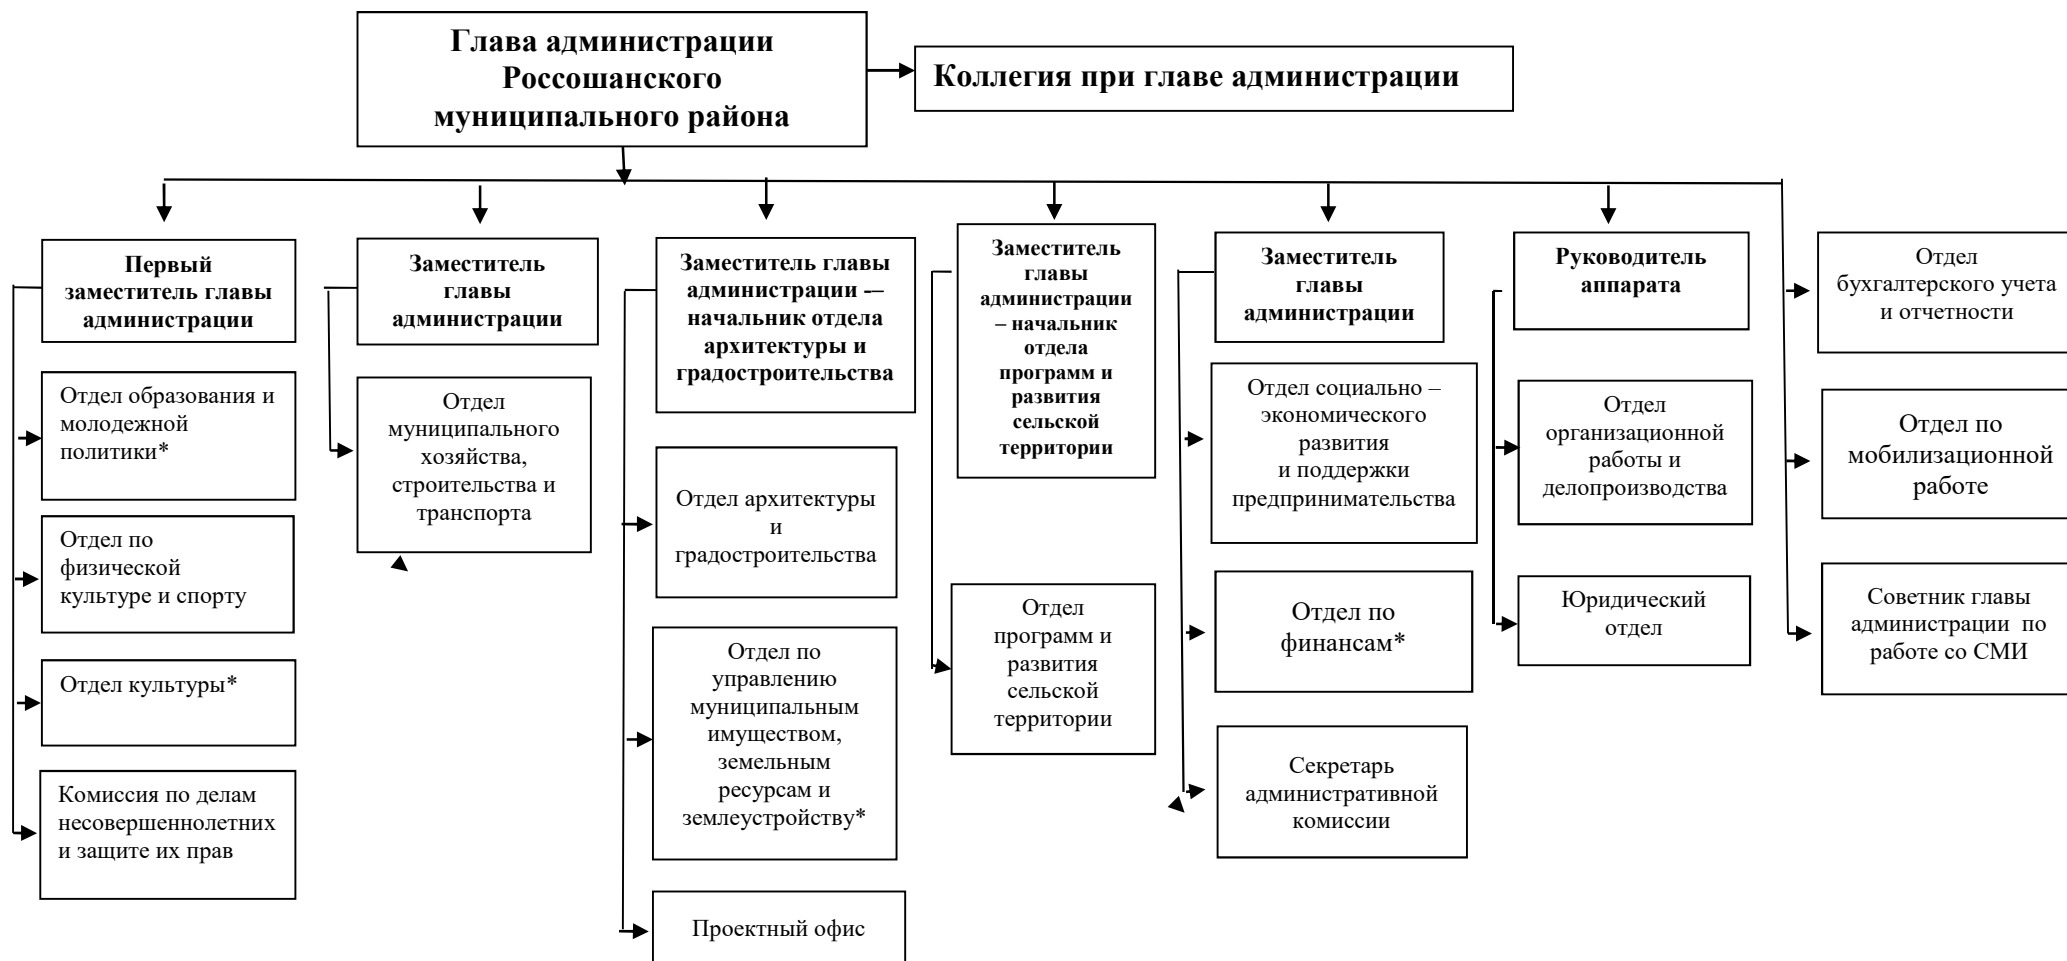 Глава администрации
Россошанского
муниципального района
Коллегия при главе администрации
Первый
заместитель главы
администрации
Отдел образования и
молодежной
политики*
Отдел по
физической
культуре и спорту
Отдел культуры*
Комиссия по делам
несовершеннолетних
и защите их прав
Заместитель
главы
администрации
Отдел
муниципального
хозяйства,
строительства и
транспорта
Заместитель главы
администрации -–
начальник отдела
архитектуры и
градостроительства
Отдел архитектуры
и
градостроительства
Отдел по
управлению
муниципальным
имуществом,
земельным
ресурсам и
землеустройству*
Проектный офис
Заместитель
главы
администрации
– начальник
отдела
программ и
развития
сельской
территории
Отдел
программ и
развития
сельской
территории
Заместитель
главы
администрации
Отдел социально –
экономического
развития
и поддержки
предпринимательства
Отдел по
финансам*
Секретарь
административной
комиссии
Руководитель
аппарата
Отдел
организационной
работы и
делопроизводства
Юридический
отдел
Отдел
бухгалтерского учета
и отчетности
Отдел по
мобилизационной
работе
Советник главы
администрации по
работе со СМИ